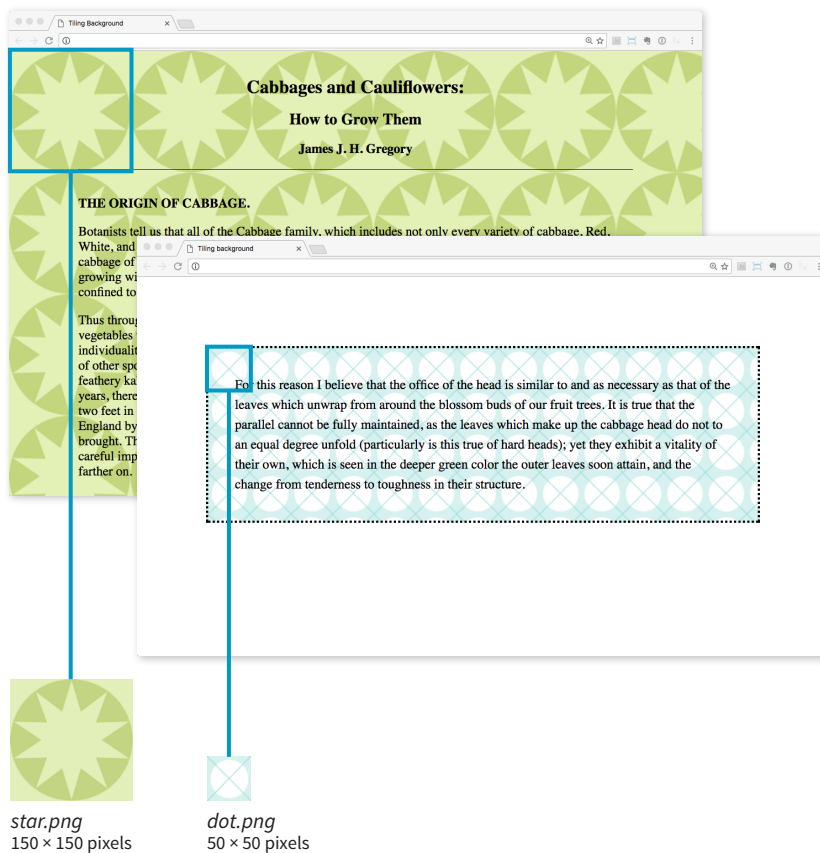 Tiling Background
Cabbages and Cauliflowers:
How to Grow Them
James J. H. Gregory
THE ORIGIN OF CABBAGE.
Botanists tell us that all of the Cabbage family, which includes not only every variety of cabbage, Red,
White, and
cabbage of
growing wi
confined to
Thus throug
vegetables
individualit
of other spo
feathery ka
years, there
two feet in
England by
brought. Th
careful imp
farther on.
Tiling background
For this reason I believe that the office of the head is similar to and as necessary as that of the
leaves which unwrap from around the blossom buds of our fruit trees. It is true that the
parallel cannot be fully maintained, as the leaves which make up the cabbage head do not to
an equal degree unfold (particularly is this true of hard heads); yet they exhibit a vitality of
their own, which is seen in the deeper green color the outer leaves soon attain, and the
change from tenderness to toughness in their structure.
star.png
150 × 150 pixels
dot.png
50 × 50 pixels